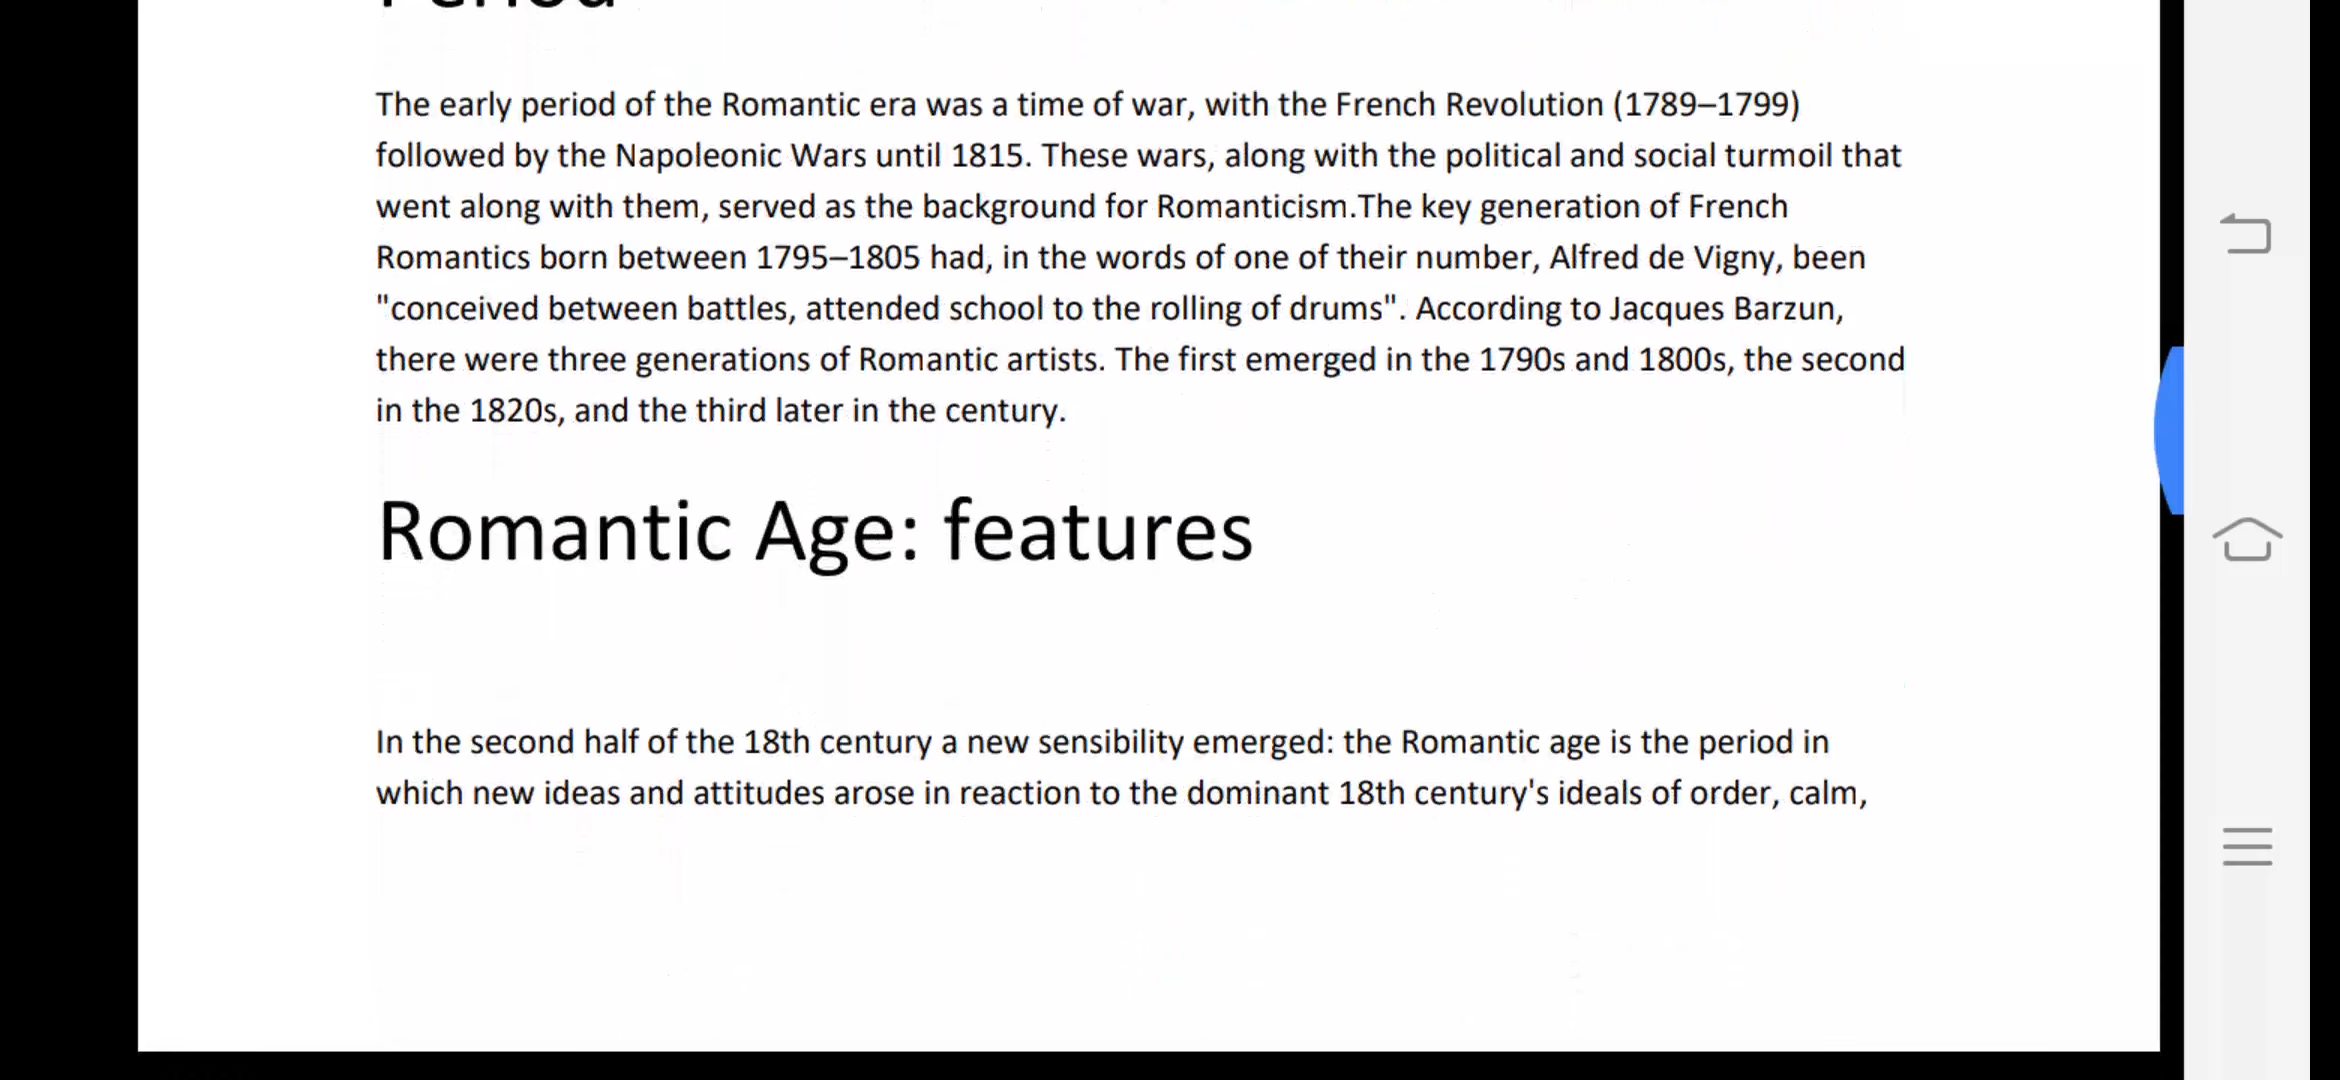 Period
The early period of the Romantic era was a time of war, with the French Revolution (1789–1799)
followed by the Napoleonic Wars until 1815. These wars, along with the political and social turmoil that
went along with them, served as the background for Romanticism.The key generation of French
Romantics born between 1795–1805 had, in the words of one of their number, Alfred de Vigny, been
"conceived between battles, attended school to the rolling of drums". According to Jacques Barzun,
there were three generations of Romantic artists. The first emerged in the 1790s and 1800s, the second
in the 1820s, and the third later in the century.
Romantic Age: features
In the second half of the 18th century a new sensibility emerged: the Romantic age is the period in
which new ideas and attitudes arose in reaction to the dominant 18th century's ideals of order, calm,